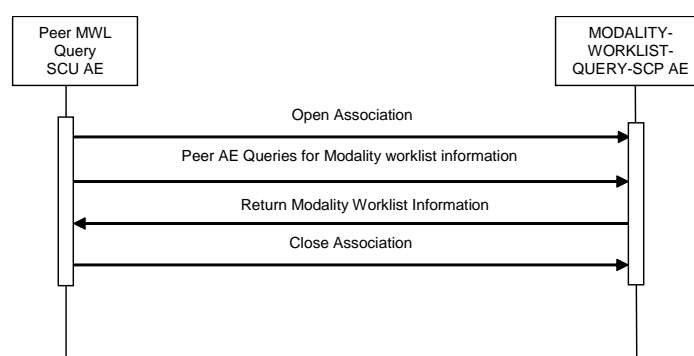 Peer MWL
Query
SCU AE
MODALITY-
WORKLIST-
QUERY-SCP AE
Open Association
Peer AE Queries for Modality worklist information
Return Modality Worklist Information
Close Association